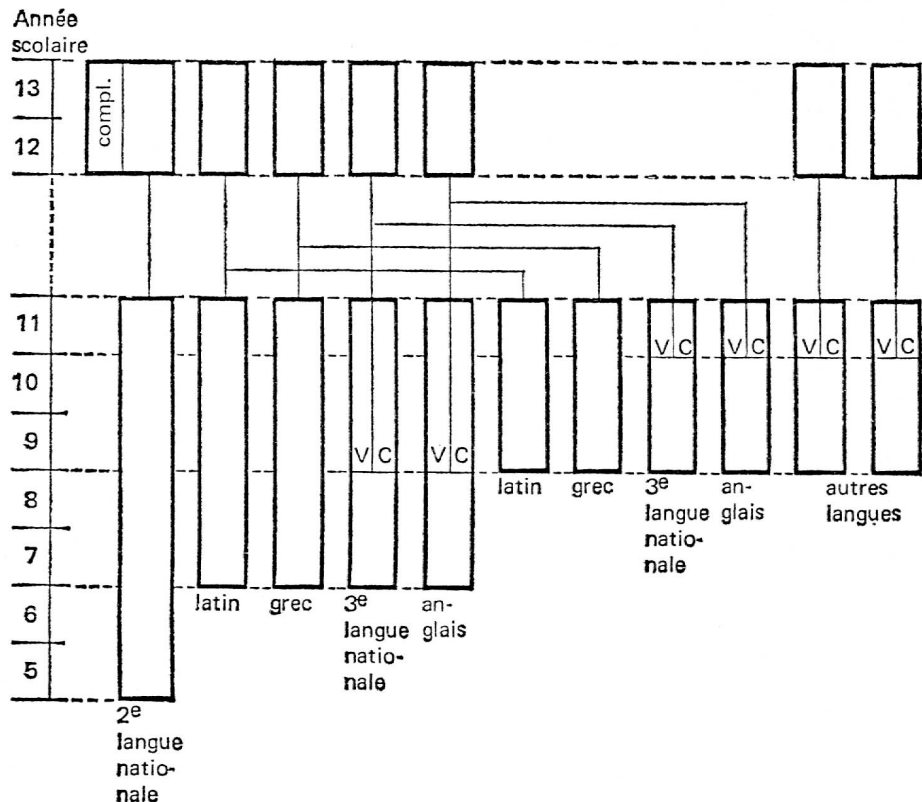 Année
scolaire
13
compl.
12
11
V C V C V C V C
10
9
V C V C
8
latin grec 3e an- autres
langue glais langues
natio-
nale
7
6
latin grec 3e an-
langue glais
natio-
nale
5
2e
langue
natio-
nale